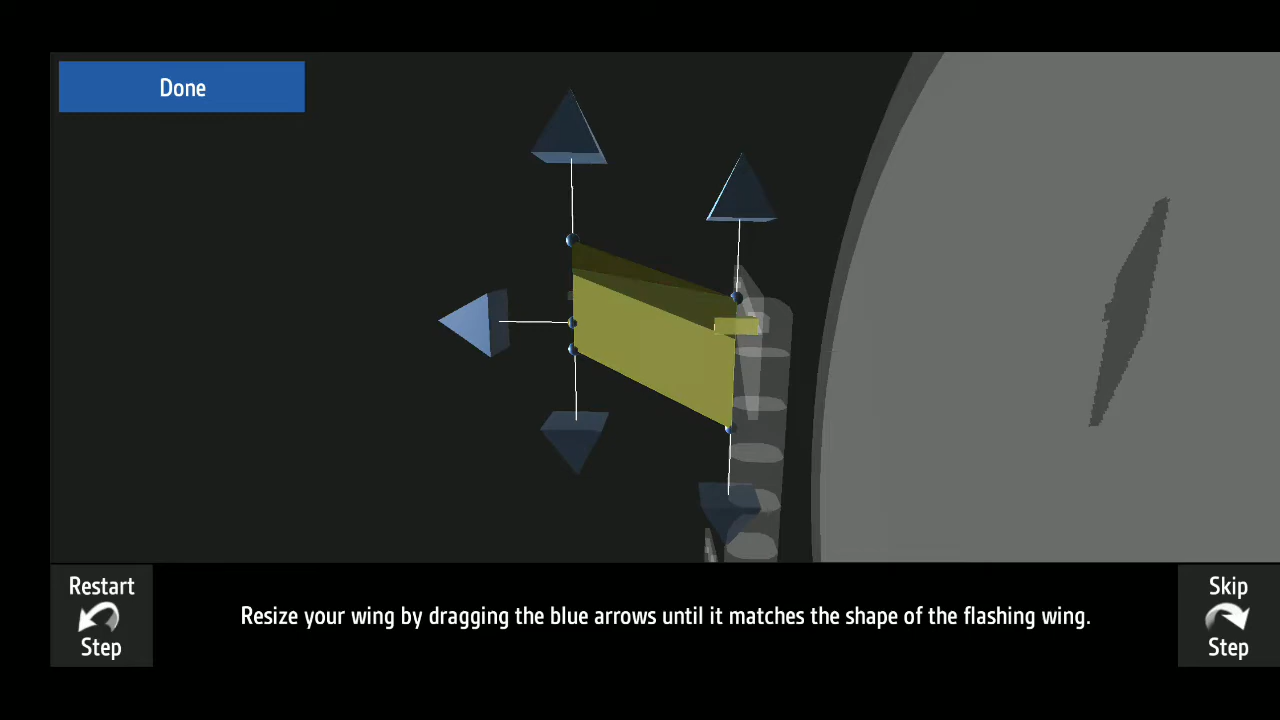 Done
Restart
Step
Resize your wing by dragging the blue arrows until it matches the shape of the flashing wing.
Skip
Step